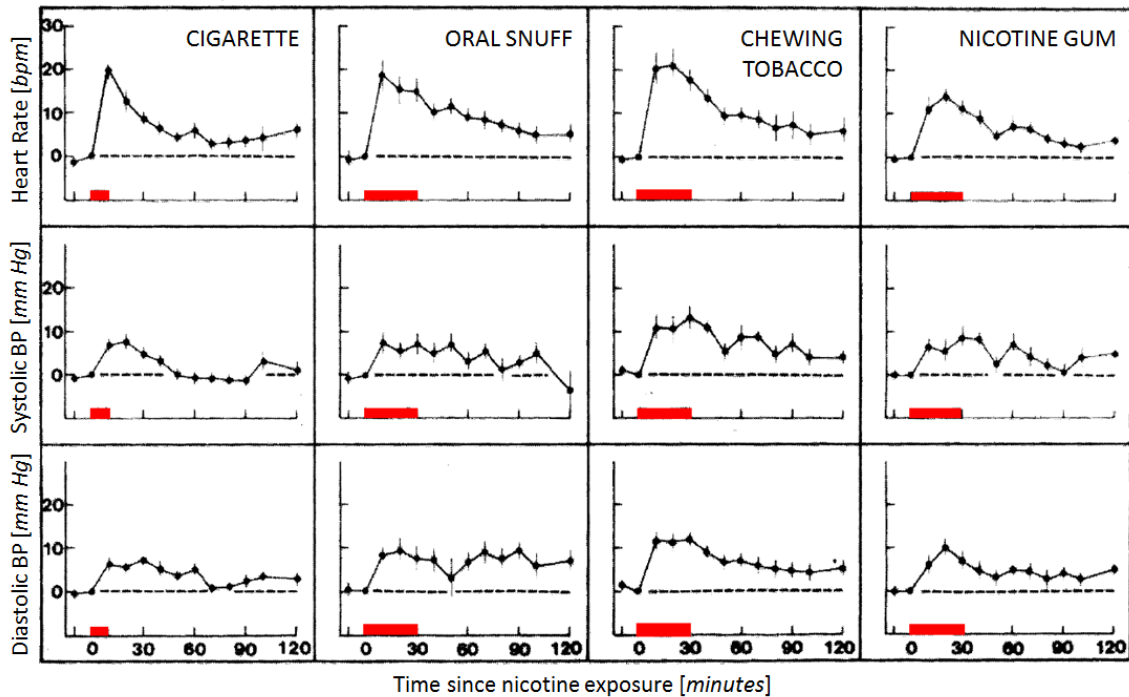 CIGARETTE
ORAL SNUFF
CHEWING
TOBACCO
NICOTINE GUM
Heart Rate [bpm]
30
20
10
0
Systolic BP [mm Hg]
20
10
0
Diastolic BP [mm Hg]
20
10
0
0 30 60 90 120
0 30 60 90 120
0 30 60 90 120
0 30 60 90 120
Time since nicotine exposure [minutes]